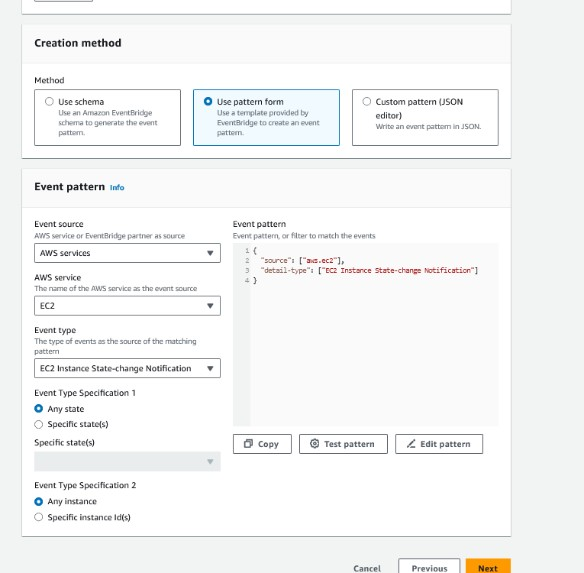 Creation method
Method
Use schema
Use an Amazon EventBridge
schema to generate the event
pattern.
Use pattern form
Use a template provided by
EventBridge to create an event
pattern.
Custom pattern (JSON
editor)
Write an event pattern in JSON.
Event pattern Info
Event source
AWS service or EventBridge partner as source
AWS services
AWS service
The name of the AWS service as the event source
EC2
Event type
The type of events as the source of the matching
pattern
EC2 Instance State-change Notification
Event Type Specification 1
Any state
Specific state(s)
Specific state(s)
Event Type Specification 2
Any instance
Specific instance Id(s)
Event pattern
Event pattern, or filter to match the events
1 {
2 "source": ["aws.ec2"],
3 "detail-type": ["EC2 Instance State-change Notification"]
4 }
Copy
Test pattern
Edit pattern
Cancel
Previous
Next